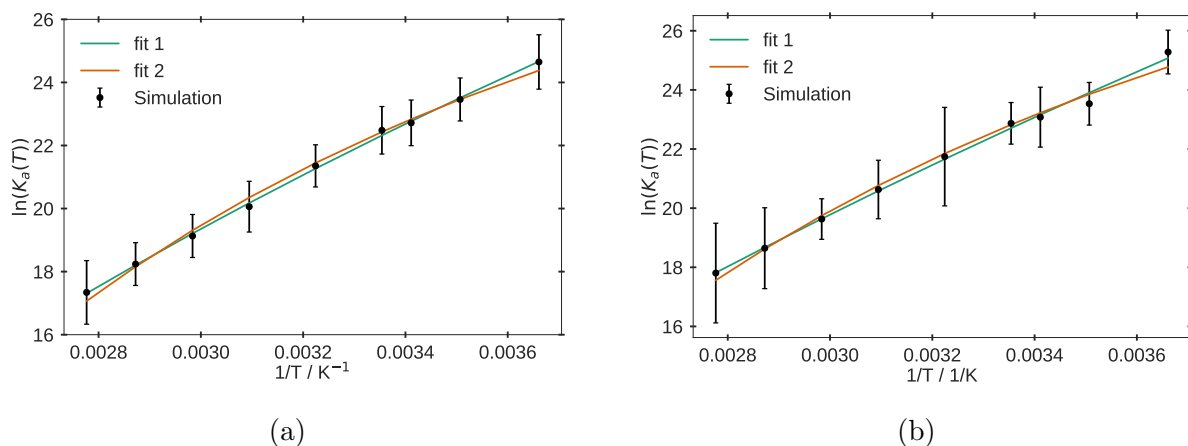 26
24
22
20
18
16
ln(K_a(T))
fit 1
fit 2
Simulation
0.0028 0.0030 0.0032 0.0034 0.0036
1/T / K⁻¹
(a)
26
24
22
20
18
16
ln(K_a(T))
fit 1
fit 2
Simulation
0.0028 0.0030 0.0032 0.0034 0.0036
1/T / 1/K
(b)